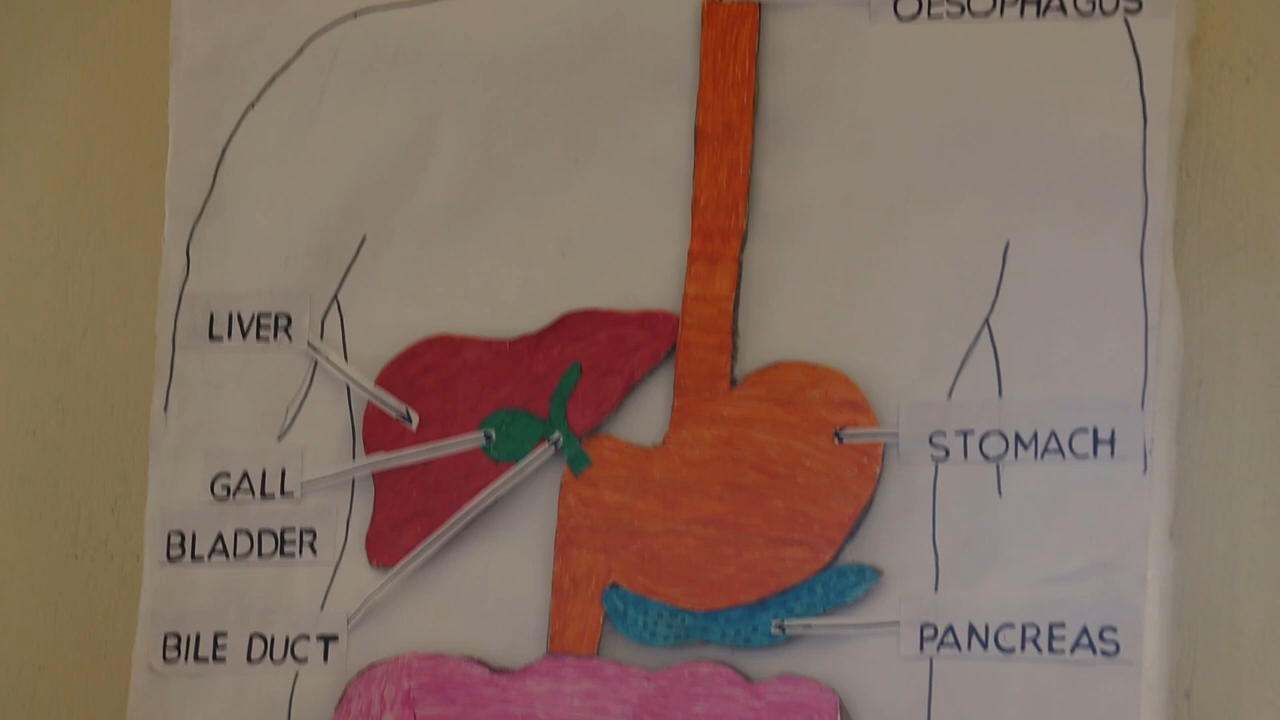 OESOPHAGUS
LIVER
STOMACH
GALL
BLADDER
BILE DUCT
PANCREAS